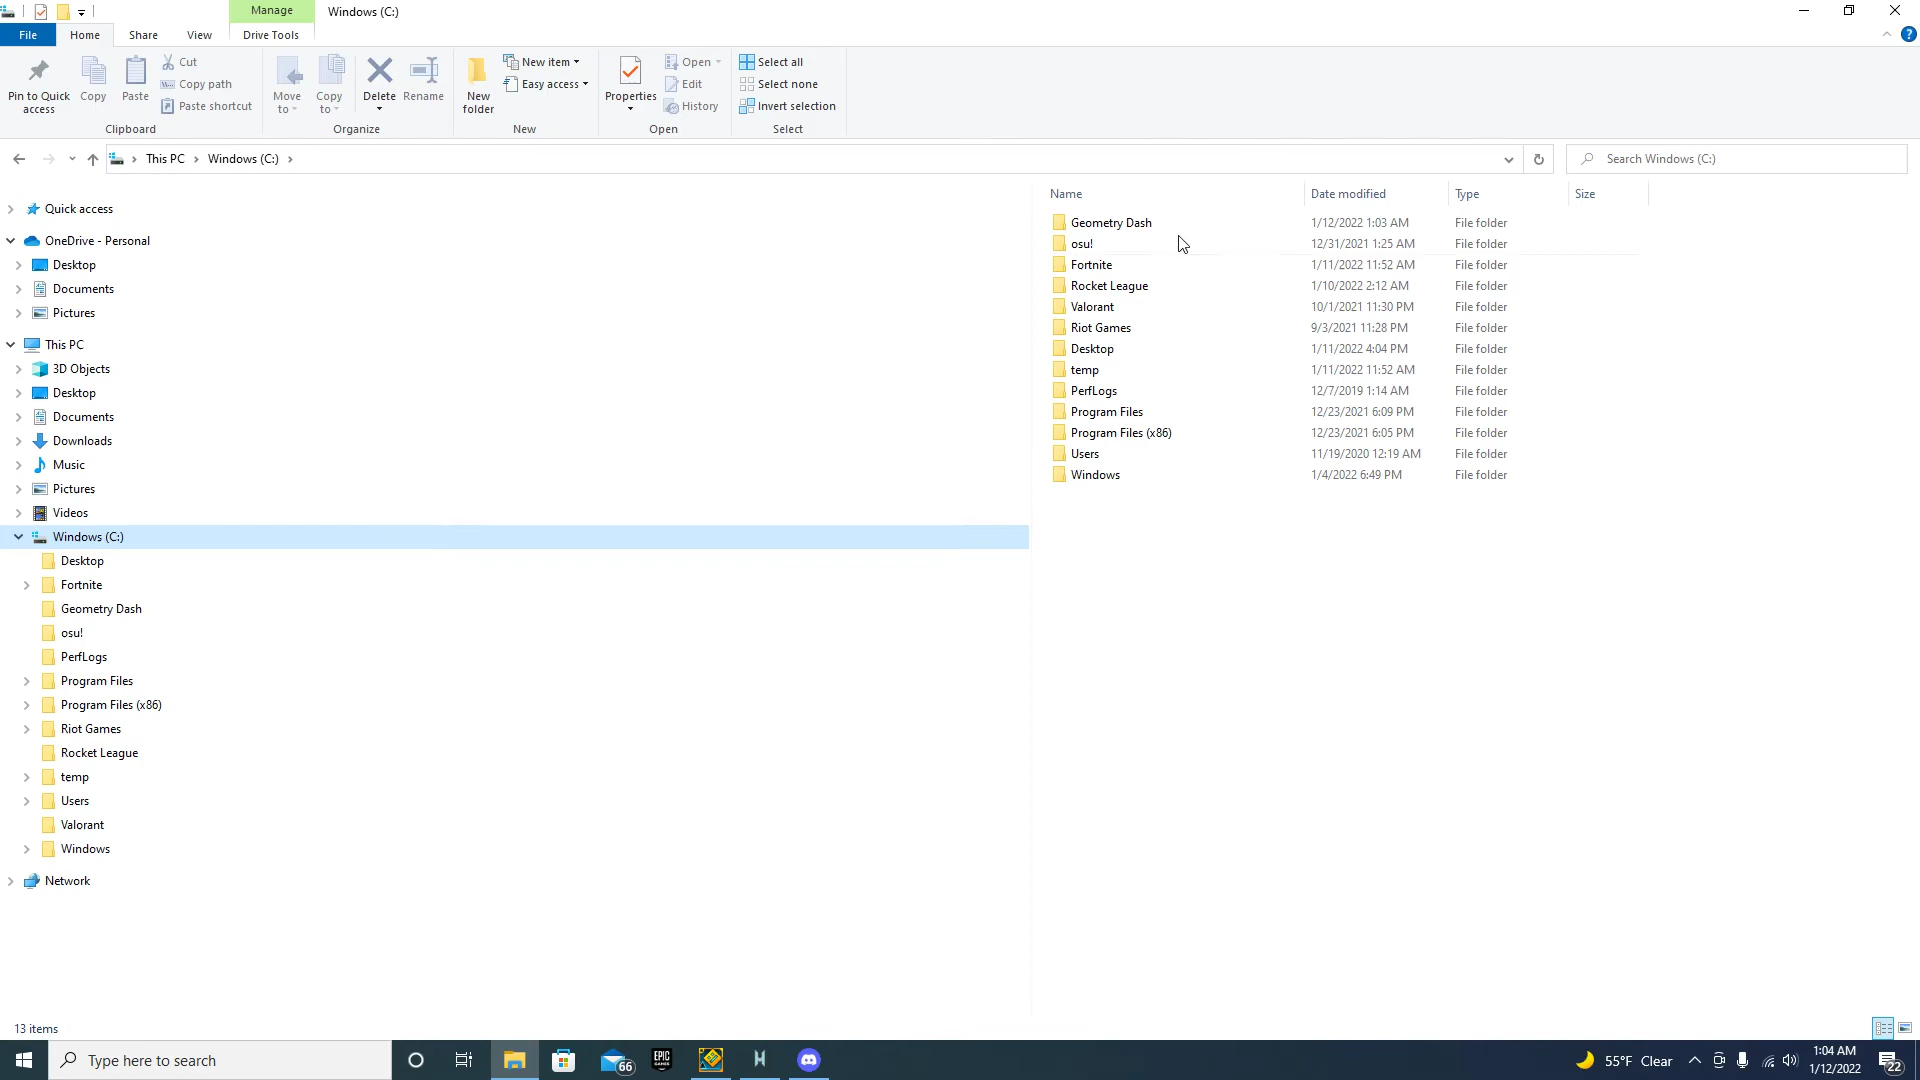 Manage
Windows (C:)
File
Home
Share
View
Drive Tools
Pin to Quick
access
Copy
Paste
Cut
Copy path
Paste shortcut
Clipboard
Move
to
Copy
to
Delete
Rename
Organize
New
folder
New item
Easy access
New
Properties
Open
Edit
History
Open
Select all
Select none
Invert selection
Select
This PC
Windows (C:)
Search Windows (C:)
Quick access
OneDrive - Personal
Desktop
Documents
Pictures
This PC
3D Objects
Desktop
Documents
Downloads
Music
Pictures
Videos
Windows (C:)
Desktop
Fortnite
Geometry Dash
osu!
PerfLogs
Program Files
Program Files (x86)
Riot Games
Rocket League
temp
Users
Valorant
Windows
Network
Name Date modified Type Size
Geometry Dash 1/12/2022 1:03 AM File folder
osu! 12/31/2021 1:25 AM File folder
Fortnite 1/11/2022 11:52 AM File folder
Rocket League 1/10/2022 2:12 AM File folder
Valorant 10/1/2021 11:30 PM File folder
Riot Games 9/3/2021 11:28 PM File folder
Desktop 1/11/2022 4:04 PM File folder
temp 1/11/2022 11:52 AM File folder
PerfLogs 12/7/2019 1:14 AM File folder
Program Files 12/23/2021 6:09 PM File folder
Program Files (x86) 12/23/2021 6:05 PM File folder
Users 11/19/2020 12:19 AM File folder
Windows 1/4/2022 6:49 PM File folder
13 items
Type here to search
66
EPIC
GAMES
55°F Clear
1:04 AM
1/12/2022
22